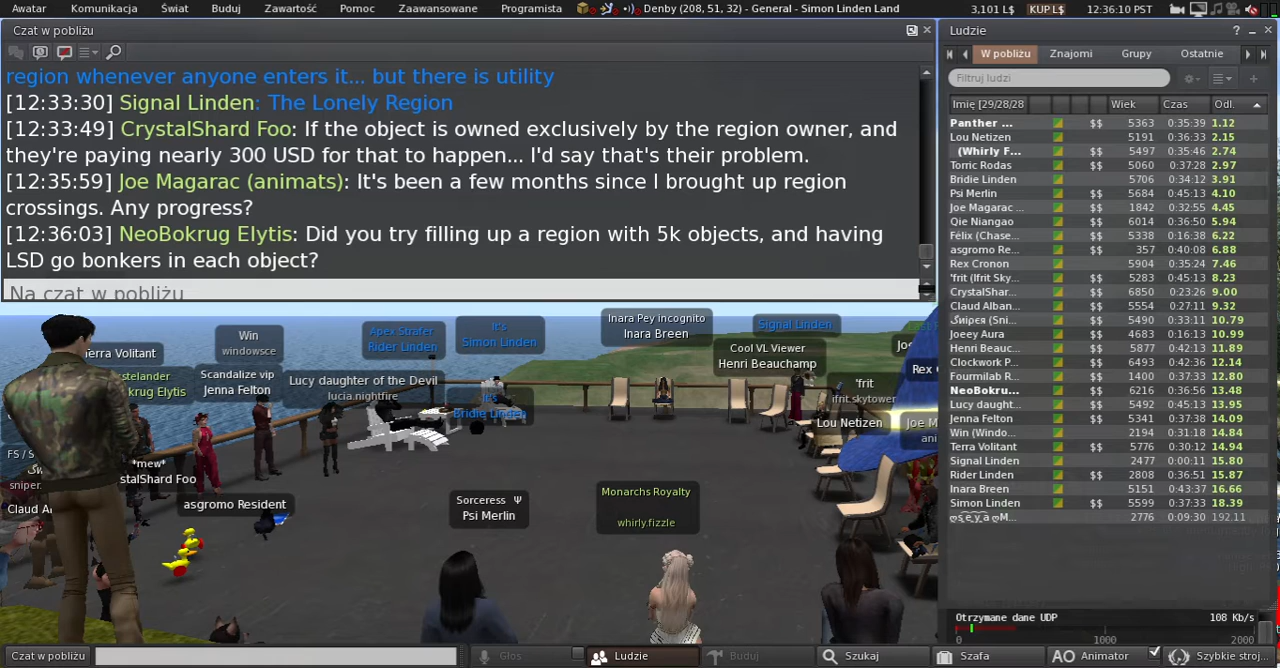 Awatar Komunikacja Świat Buduj Zawartość Pomoc Zaawansowane Programista Denby (208, 51, 32) - General - Simon Linden Land 3,101 L$ KUP L$ 12:36:10 PST
Czat w pobliżu
region whenever anyone enters it... but there is utility
[12:33:30] Signal Linden: The Lonely Region
[12:33:49] CrystalShard Foo: If the object is owned exclusively by the region owner, and
they're paying nearly 300 USD for that to happen... I'd say that's their problem.
[12:35:59] Joe Magarac (animats): It's been a few months since I brought up region
crossings. Any progress?
[12:36:03] NeoBokrug Elytis: Did you try filling up a region with 5k objects, and having
LSD go bonkers in each object?
Na czat w pobliżu
Inara Pey incognito
Inara Breen
Signal Linden
Apex Strafer
Rider Linden
It's
Simon Linden
Win
windowsce
Terra Volitant
Cool VL Viewer
Henri Beauchamp
Scandalize vip
Jenna Felton
Lucy daughter of the Devil
lucia.nightfire
It's
Bridie Linden
stelander
krug Elytis
'frit
ifrit skytower
Lou Netizen
Rex
Joe M
ani
FS / S
sniper.
*mew*
stalShard Foo
Claud A
asgromo Resident
Sorceress Ψ
Psi Merlin
Monarchs Royalty
whirly.fizzle
Ludzie
W pobliżu Znajomi Grupy Ostatnie
Filtruj ludzi
Imię [29/28/28 Wiek Czas Odl.
Panther ... $$ 5363 0:35:39 1.12
Lou Netizen 5191 0:36:33 2.15
(Whirly F... $$ 5497 0:35:46 2.74
Torric Rodas $$ 5060 0:37:28 2.97
Bridie Linden 5706 0:34:12 3.91
Psi Merlin $$ 5684 0:45:13 4.10
Joe Magarac ... $$ 1842 0:32:55 4.45
Qie Niangao $$ 6014 0:36:50 5.94
Félix (Chase... $$ 5338 0:16:38 6.22
asgromo Re... $$ 357 0:40:08 6.88
Rex Cronon 5904 0:35:24 7.46
'frit (Ifrit Sky... $$ 5283 0:45:13 8.23
CrystalShar... $$ 6850 0:23:26 9.00
Claud Alban... $$ 5554 0:27:11 9.32
(Sni... $$ 5490 0:33:11 10.79
Joeey Aura $$ 4683 0:16:13 10.99
Henri Beauc... $$ 5877 0:42:13 11.89
Clockwork P... $$ 6493 0:42:36 12.14
Fourmilab R... $$ 1400 0:37:33 12.80
NeoBokru... $$ 6216 0:36:56 13.48
Lucy daught... $$ 5492 0:45:13 13.95
Jenna Felton $$ 5341 0:37:38 14.09
Win (Windo... 2194 0:31:18 14.84
Terra Volitant $$ 5776 0:30:12 14.94
Signal Linden 2477 0:00:11 15.80
Rider Linden $$ 2808 0:36:51 15.87
Inara Breen 5151 0:43:37 16.66
Simon Linden $$ 5599 0:37:33 18.39
2776 0:09:30 192.11
Otrzymane dane UDP 108 Kb/s
0 1000 2000
Czat w pobliżu Głos Ludzie Buduj Szukaj Szafa AO Animator Szybkie stroj...